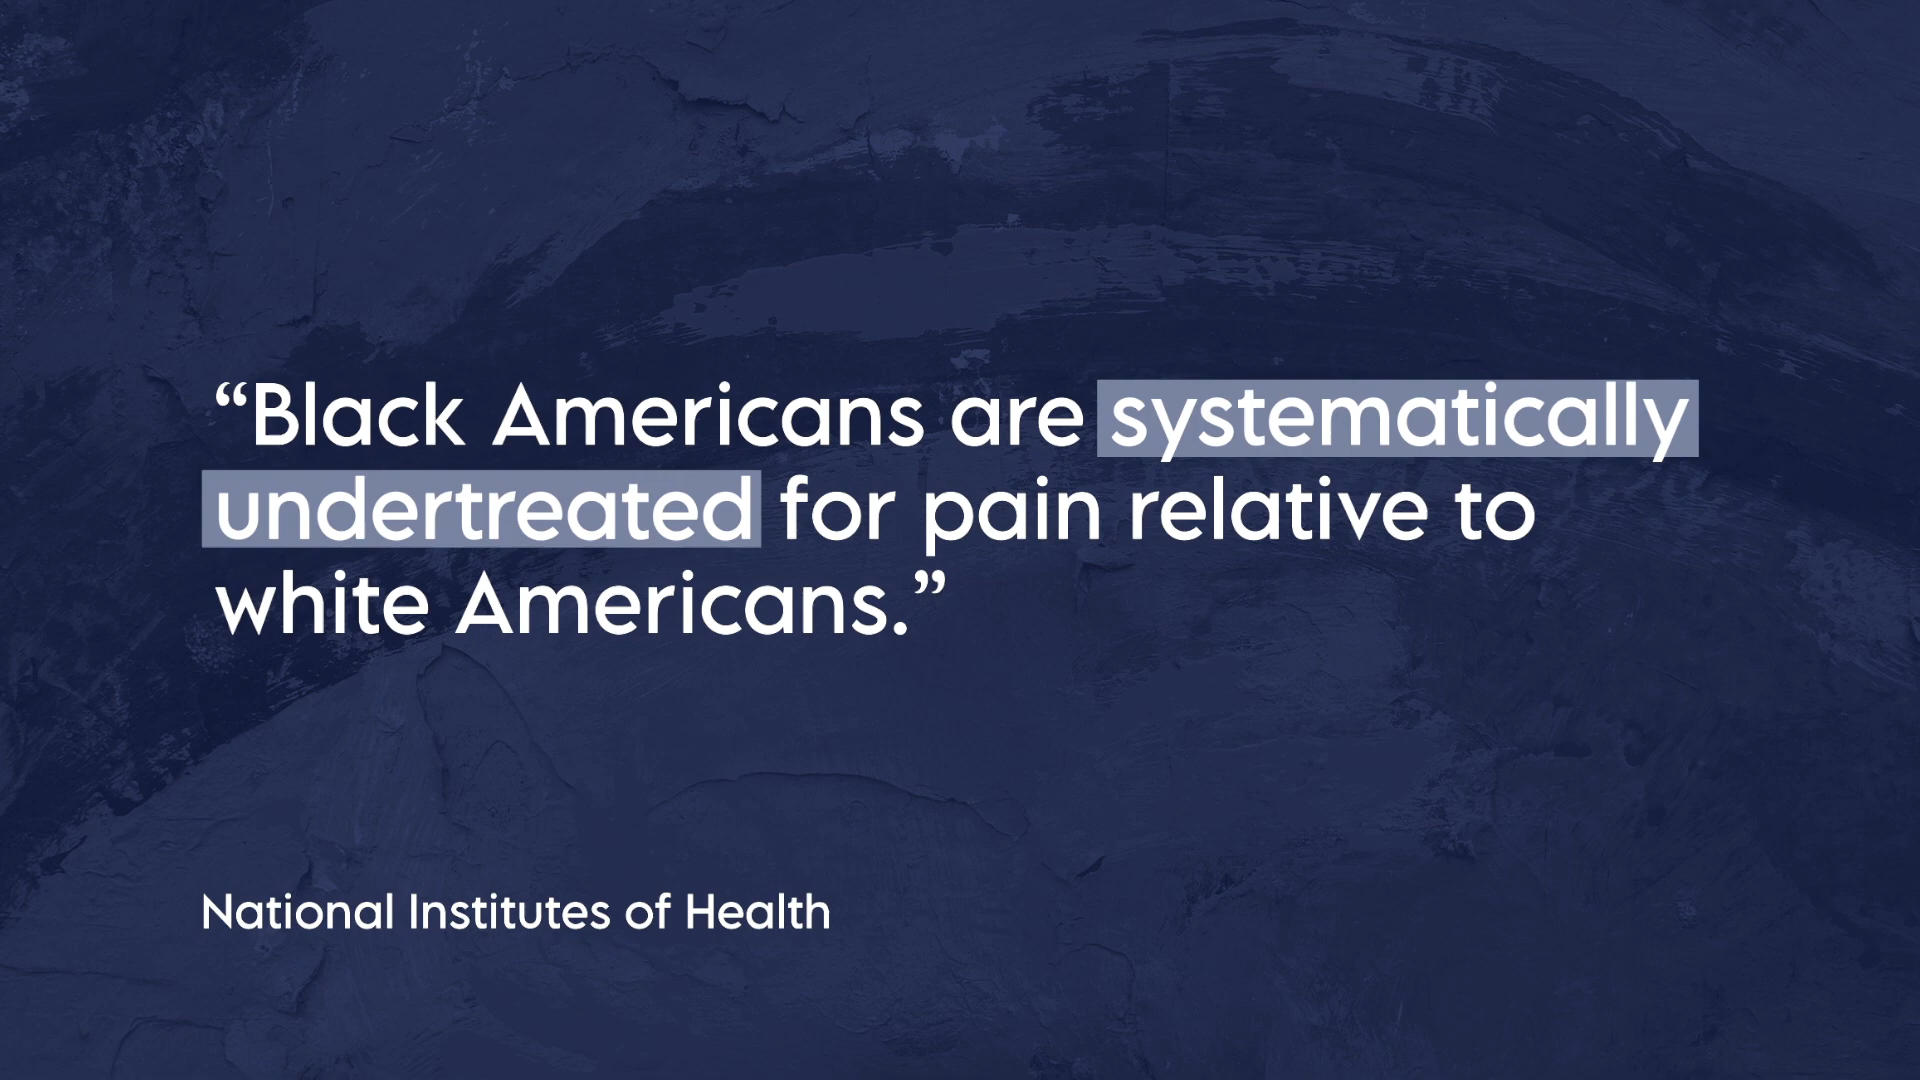 “Black Americans are systematically
undertreated for pain relative to
white Americans.”
National Institutes of Health